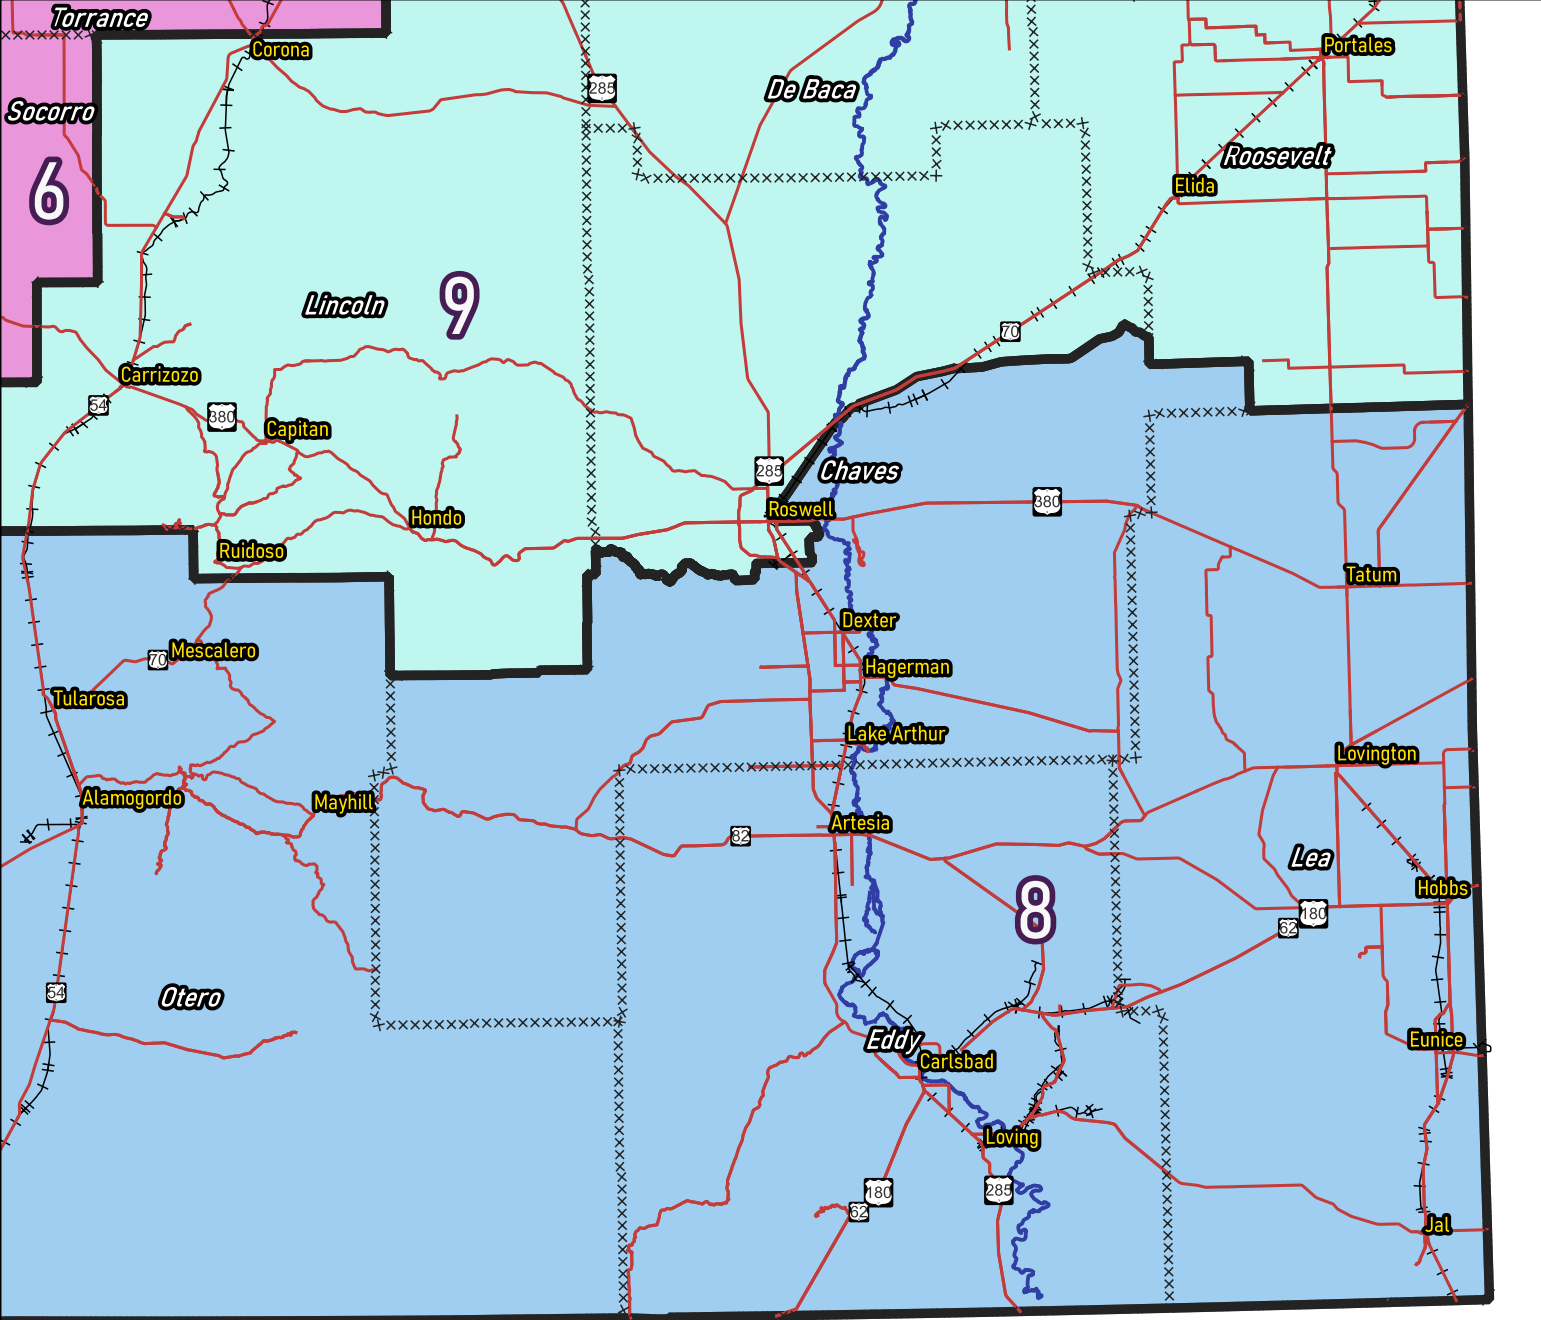 Torrance
Corona
Portales
285
De Baca
Socorro
Roosevelt
6
Elida
Lincoln
9
70
Carrizozo
54
380
Capitan
285
Chaves
380
Roswell
Hondo
Ruidoso
Tatum
Dexter
Mescalero
70
Hagerman
Tularosa
Lake Arthur
Lovington
Alamogordo
Mayhill
Artesia
82
Lea
Hobbs
8
180
62
54
Otero
Eddy
Eunice
Carlsbad
Loving
180
285
62
Jal